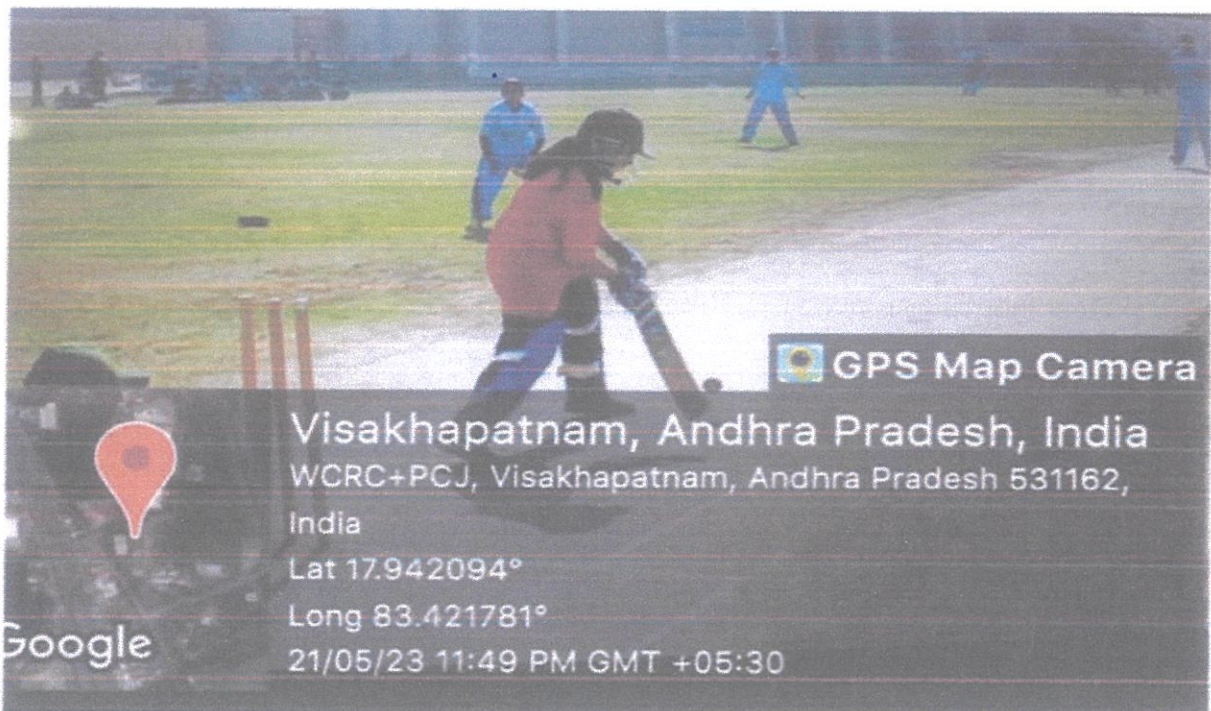 GPS Map Camera
Visakhapatnam, Andhra Pradesh, India
WCRC+PCJ, Visakhapatnam, Andhra Pradesh 531162,
India
Lat 17.942094°
Long 83.421781°
21/05/23 11:49 PM GMT +05:30
Google